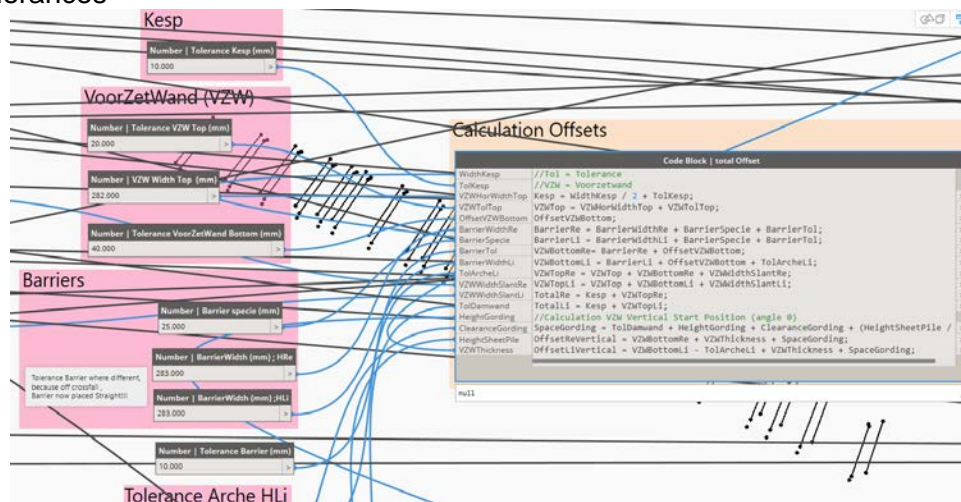 Kesp
Number | Tolerance Kesp (mm)
10.000 >
VoorZetWand (VZW)
Number | Tolerance VZW Top (mm)
20.000 >
Number | VZW Width Top (mm)
282.000 >
Number | Tolerance VoorZetWand Bottom (mm)
40.000 >
Barriers
Number | Barrier specie (mm)
25.000 >
Number | BarrierWidth (mm) ; HRe
283.000 >
Tolerance Barrier where different,
because off crossfall ,
Barrier now placed Straight!!!
Number | BarrierWidth (mm) ;HLi
283.000 >
Number | Tolerance Barrier (mm)
10.000 >
Tolerance Arche HLi
Calculation Offsets
Code Block | total Offset
WidthKesp //Tol = Tolerance
TolKesp //VZW = Voorzetwand
VZWHorWidthTop Kesp = WidthKesp / 2 + TolKesp;
VZWTolTop VZWTop = VZWHorWidthTop + VZWTolTop;
OffsetVZWBottom OffsetVZWBottom;
BarrierWidthRe BarrierRe = BarrierWidthRe + BarrierSpecie + BarrierTol;
BarrierSpecie BarrierLi = BarrierWidthLi + BarrierSpecie + BarrierTol;
BarrierTol VZWBottomRe= BarrierRe + OffsetVZWBottom;
BarrierWidthLi VZWBottomLi = BarrierLi + OffsetVZWBottom + TolArcheLi;
TolArcheLi VZWTopRe = VZWTop + VZWBottomRe + VZWWidthSlantRe;
VZWWidthSlantRe VZWTopLi = VZWTop + VZWBottomLi + VZWWidthSlantLi;
VZWWidthSlantLi TotalRe = Kesp + VZWTopRe;
TolDamwand TotalLi = Kesp + VZWTopLi;
HeightGording //Calculation VZW Vertical Start Position (angle 0)
ClearanceGording SpaceGording = TolDamwand + HeightGording + ClearanceGording + (HeightSheetPile /
HeightSheetPile OffsetReVertical = VZWBottomRe + VZWThickness + SpaceGording;
VZWThickness OffsetLiVertical = VZWBottomLi - TolArcheLi + VZWThickness + SpaceGording;
null